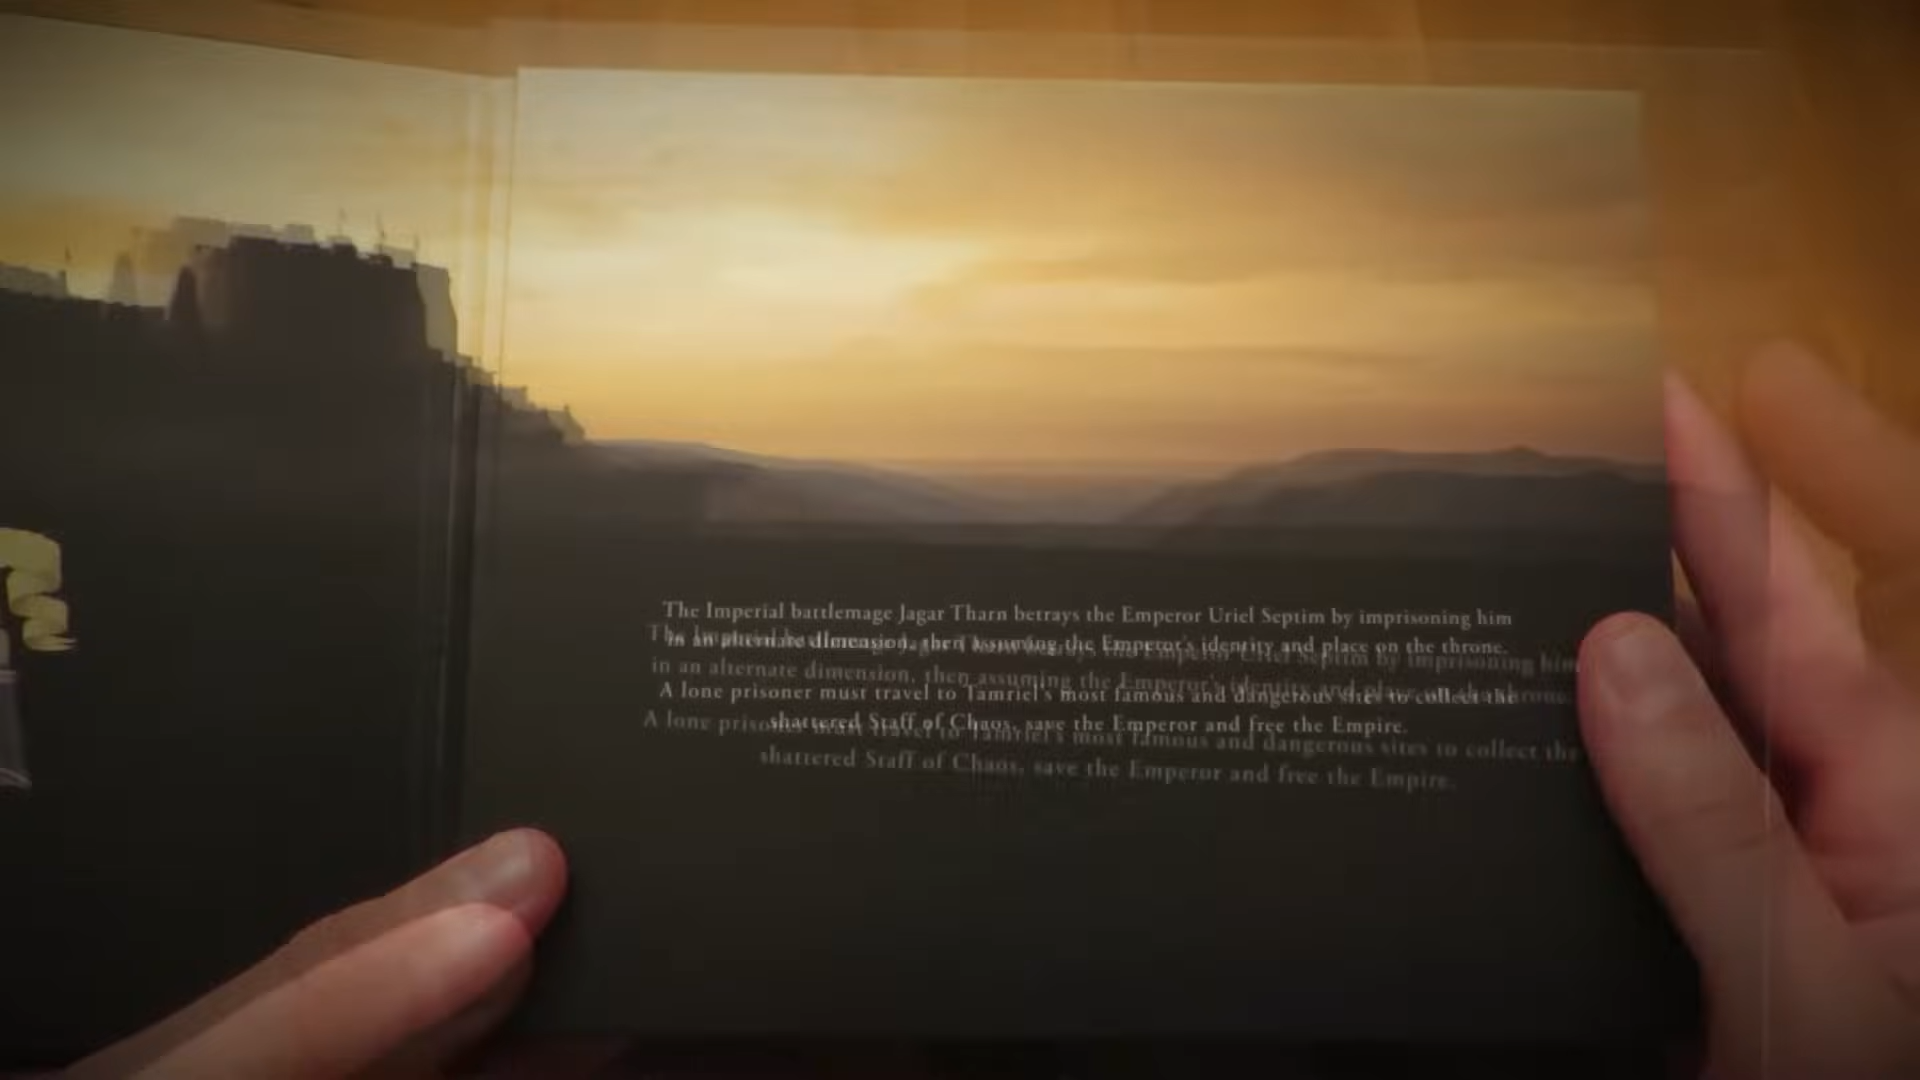 The Imperial battlemage Jagar Tharn betrays the Emperor Uriel Septim by imprisoning him
in an alternate dimension, then assuming the Emperor's identity and place on the throne.
A lone prisoner must travel to Tamriel's most famous and dangerous sites to collect the
shattered Staff of Chaos, save the Emperor and free the Empire.